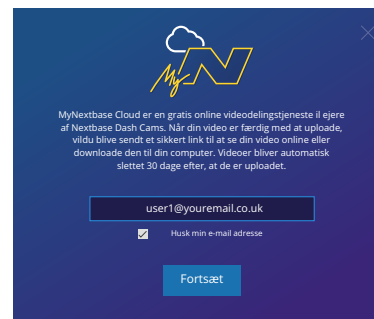 My N
MyNextbase Cloud er en gratis online videodelingstjeneste il ejere
af Nextbase Dash Cams. Når din video er færdig med at uploade,
vildu blive sendt et sikkert link til at se din video online eller
downloade den til din computer. Videoer bliver automatisk
slettet 30 dage efter, at de er uploadet.
user1@youremail.co.uk
Husk min e-mail adresse
Fortsæt